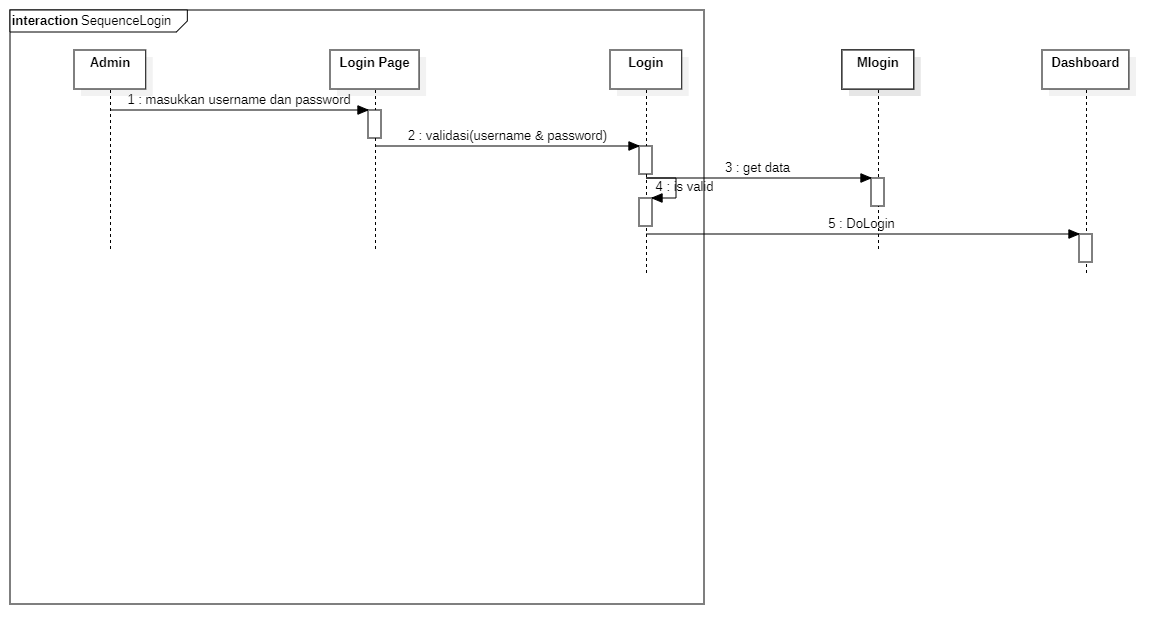 interaction SequenceLogin
Admin
Login Page
Login
Mlogin
Dashboard
1 : masukkan username dan password
2 : validasi(username & password)
3 : get data
4 : is valid
5 : DoLogin